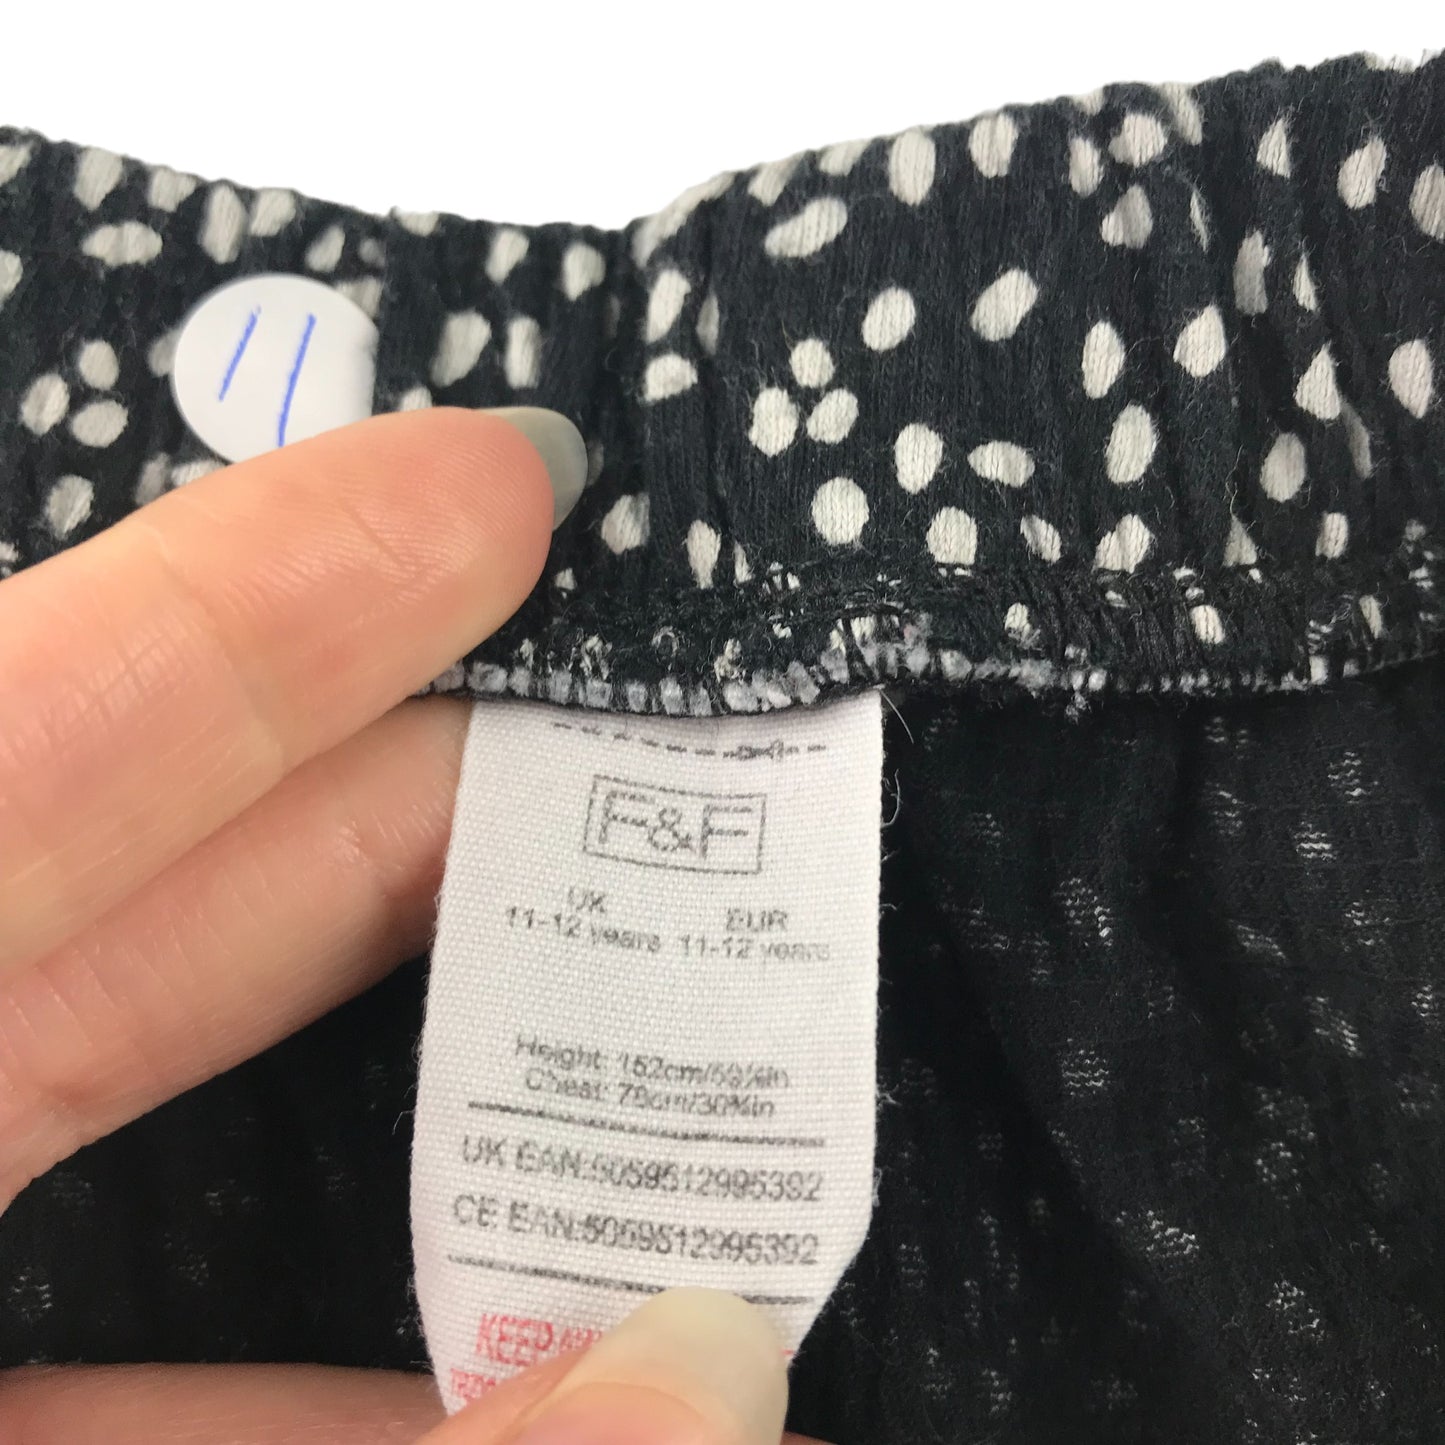 11
F&F
UK EUR
11-12 years 11-12 years
Height: 152cm/59¾in
Chest: 78cm/30¾in
UK EAN:5059512995392
CE EAN:5059512995392
KEEP